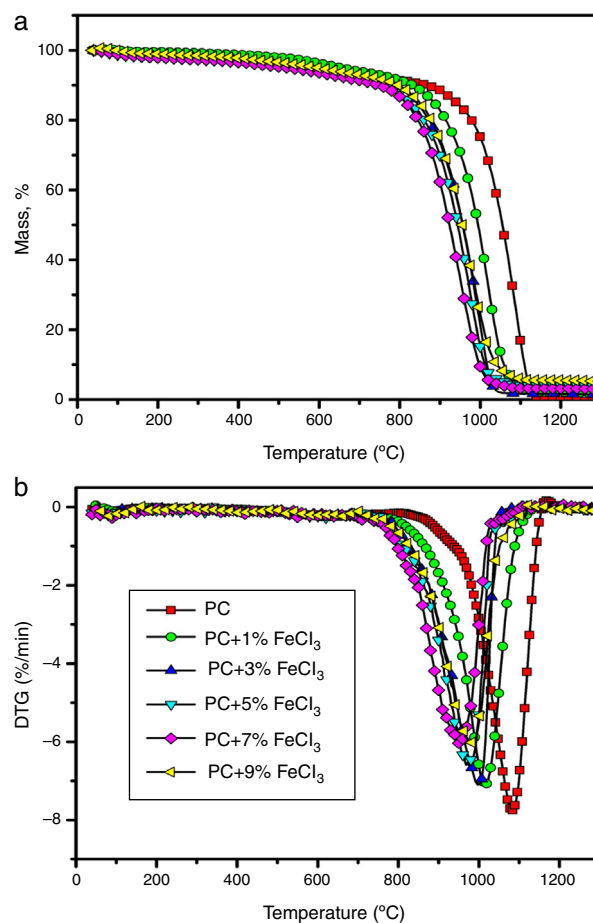 a
100
80
60
40
20
0
Mass, %
0 200 400 600 800 1000 1200
Temperature (ºC)
b
0
−2
−4
−6
−8
DTG (%/min)
PC
PC+1% FeCl₃
PC+3% FeCl₃
PC+5% FeCl₃
PC+7% FeCl₃
PC+9% FeCl₃
0 200 400 600 800 1000 1200
Temperature (ºC)